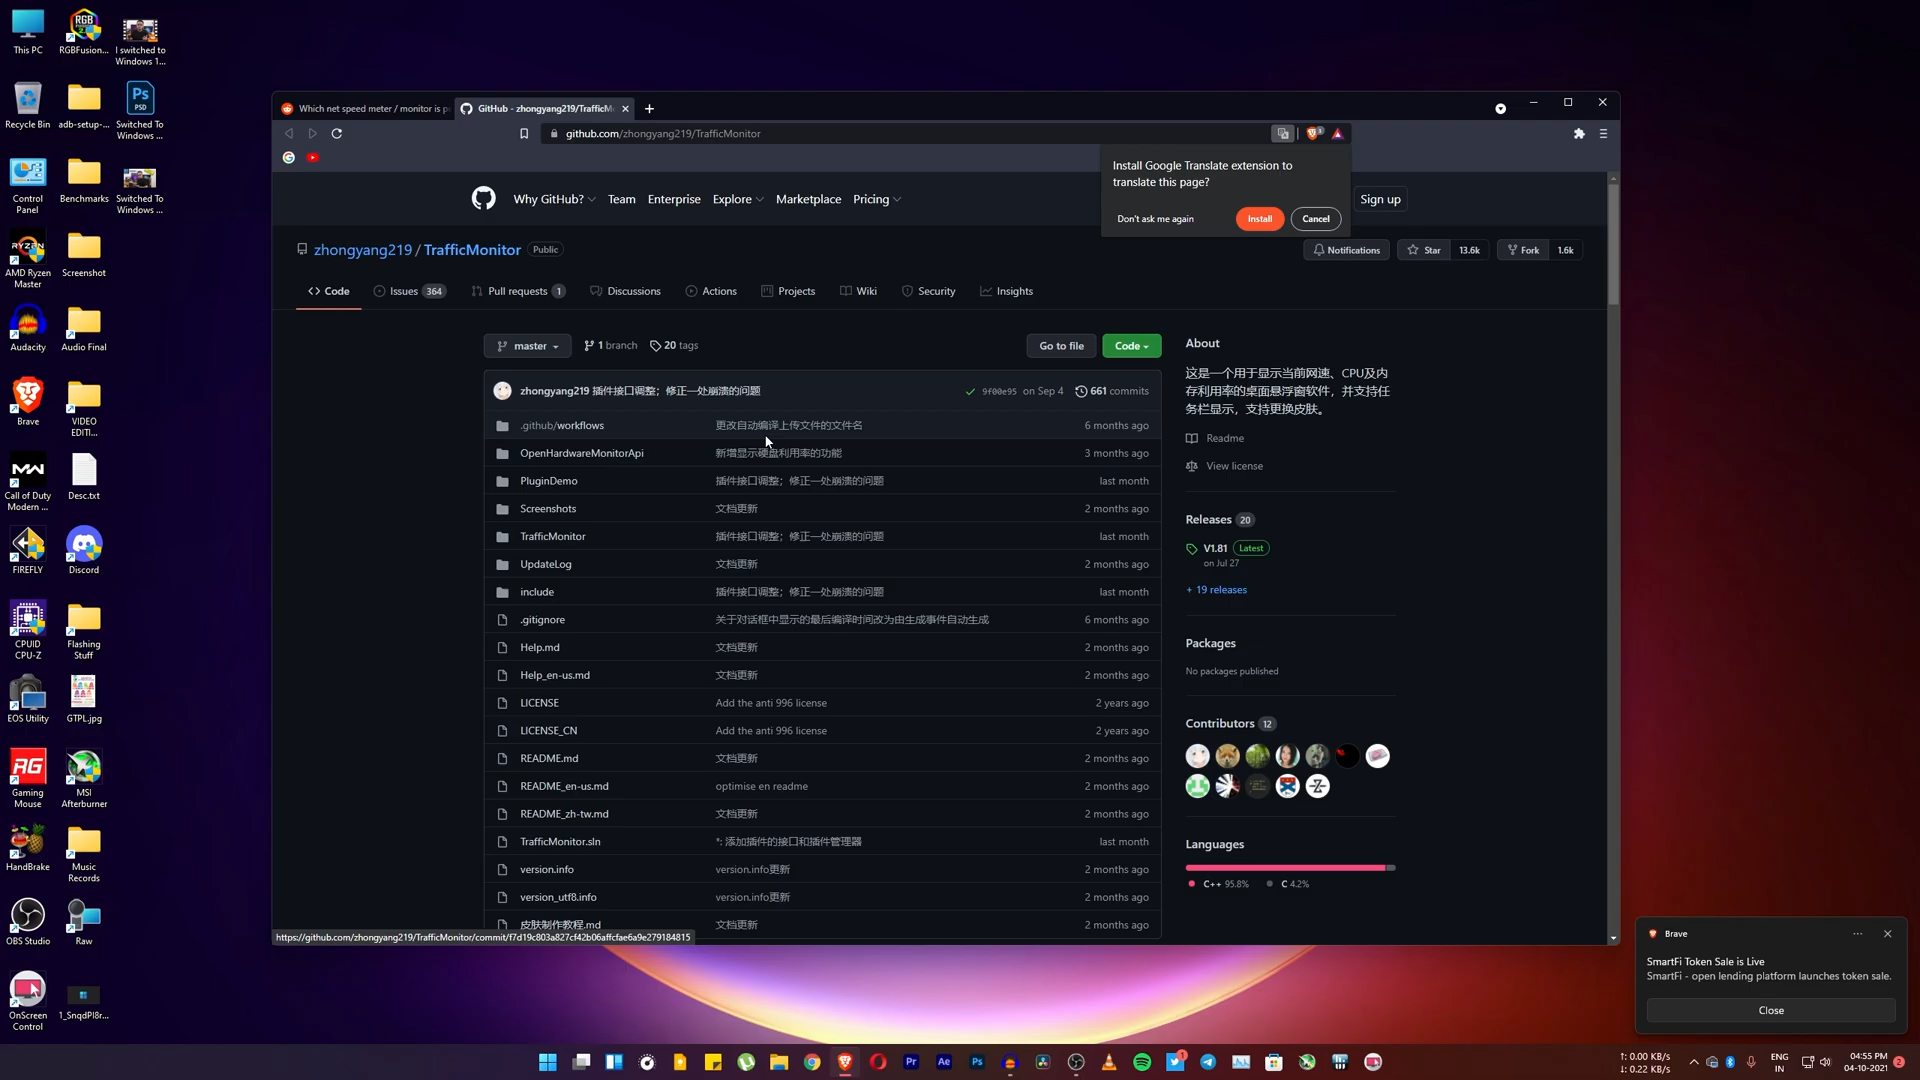 This PC
RGBFusion...
I switched to
Windows 1...
Recycle Bin
adb-setup-...
Ps
PSD
Switched To
Windows ...
Control
Panel
Benchmarks
Switched To
Windows ...
RYZEN
AMD Ryzen
Master
Screenshot
Audacity
Audio Final
Brave
VIDEO
EDITI...
MW
Call of Duty
Modern ...
Desc.txt
FIREFLY
Discord
CPUID
CPU-Z
Flashing
Stuff
EOS Utility
GTPL.jpg
RG
Gaming
Mouse
MSI
Afterburner
HandBrake
Music
Records
OBS Studio
Raw
OnScreen
Control
1_SnqdPl8r...
Which net speed meter / monitor is p
GitHub - zhongyang219/TrafficM
github.com/zhongyang219/TrafficMonitor
Install Google Translate extension to
translate this page?
Don't ask me again
Install
Cancel
Why GitHub?
Team
Enterprise
Explore
Marketplace
Pricing
Sign up
zhongyang219 / TrafficMonitor
Public
Notifications
Star
13.6k
Fork
1.6k
Code
Issues 364
Pull requests 1
Discussions
Actions
Projects
Wiki
Security
Insights
master
1 branch
20 tags
Go to file
Code
zhongyang219 插件接口调整；修正一处崩溃的问题
9f00e95 on Sep 4
661 commits
.github/workflows 更改自动编译上传文件的文件名 6 months ago
OpenHardwareMonitorApi 新增显示硬盘利用率的功能 3 months ago
PluginDemo 插件接口调整；修正一处崩溃的问题 last month
Screenshots 文档更新 2 months ago
TrafficMonitor 插件接口调整；修正一处崩溃的问题 last month
UpdateLog 文档更新 2 months ago
include 插件接口调整；修正一处崩溃的问题 last month
.gitignore 关于对话框中显示的最后编译时间改为由生成事件自动生成 6 months ago
Help.md 文档更新 2 months ago
Help_en-us.md 文档更新 2 months ago
LICENSE Add the anti 996 license 2 years ago
LICENSE_CN Add the anti 996 license 2 years ago
README.md 文档更新 2 months ago
README_en-us.md optimise en readme 2 months ago
README_zh-tw.md 文档更新 2 months ago
TrafficMonitor.sln *: 添加插件的接口和插件管理器 last month
version.info version.info更新 2 months ago
version_utf8.info version.info更新 2 months ago
皮肤制作教程.md 文档更新 2 months ago
https://github.com/zhongyang219/TrafficMonitor/commit/f7d19c803a827cf42b06affcfae6a9e279184815
About
这是一个用于显示当前网速、CPU及内
存利用率的桌面悬浮窗软件，并支持任
务栏显示，支持更换皮肤。
Readme
View license
Releases 20
V1.81 Latest
on Jul 27
+ 19 releases
Packages
No packages published
Contributors 12
Languages
C++ 95.8%
C 4.2%
Brave
SmartFi Token Sale is Live
SmartFi - open lending platform launches token sale.
Close
Pr
Ae
Ps
1
↑: 0.00 KB/s
↓: 0.22 KB/s
ENG
IN
04:55 PM
04-10-2021
2